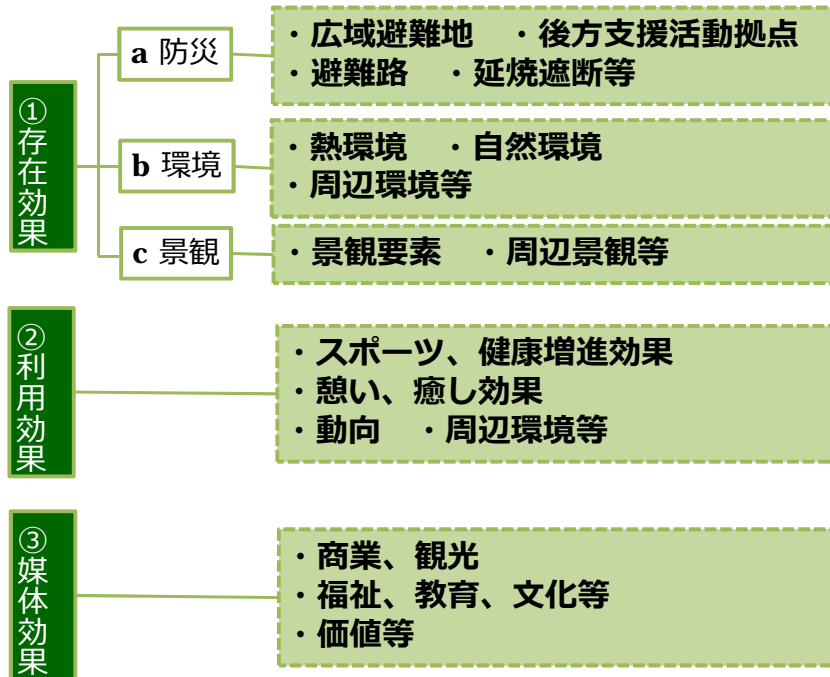 ①存在効果
a 防災
・広域避難地　・後方支援活動拠点
・避難路　・延焼遮断等
b 環境
・熱環境　・自然環境
・周辺環境等
c 景観
・景観要素　・周辺景観等
②利用効果
・スポーツ、健康増進効果
・憩い、癒し効果
・動向　・周辺環境等
③媒体効果
・商業、観光
・福祉、教育、文化等
・価値等